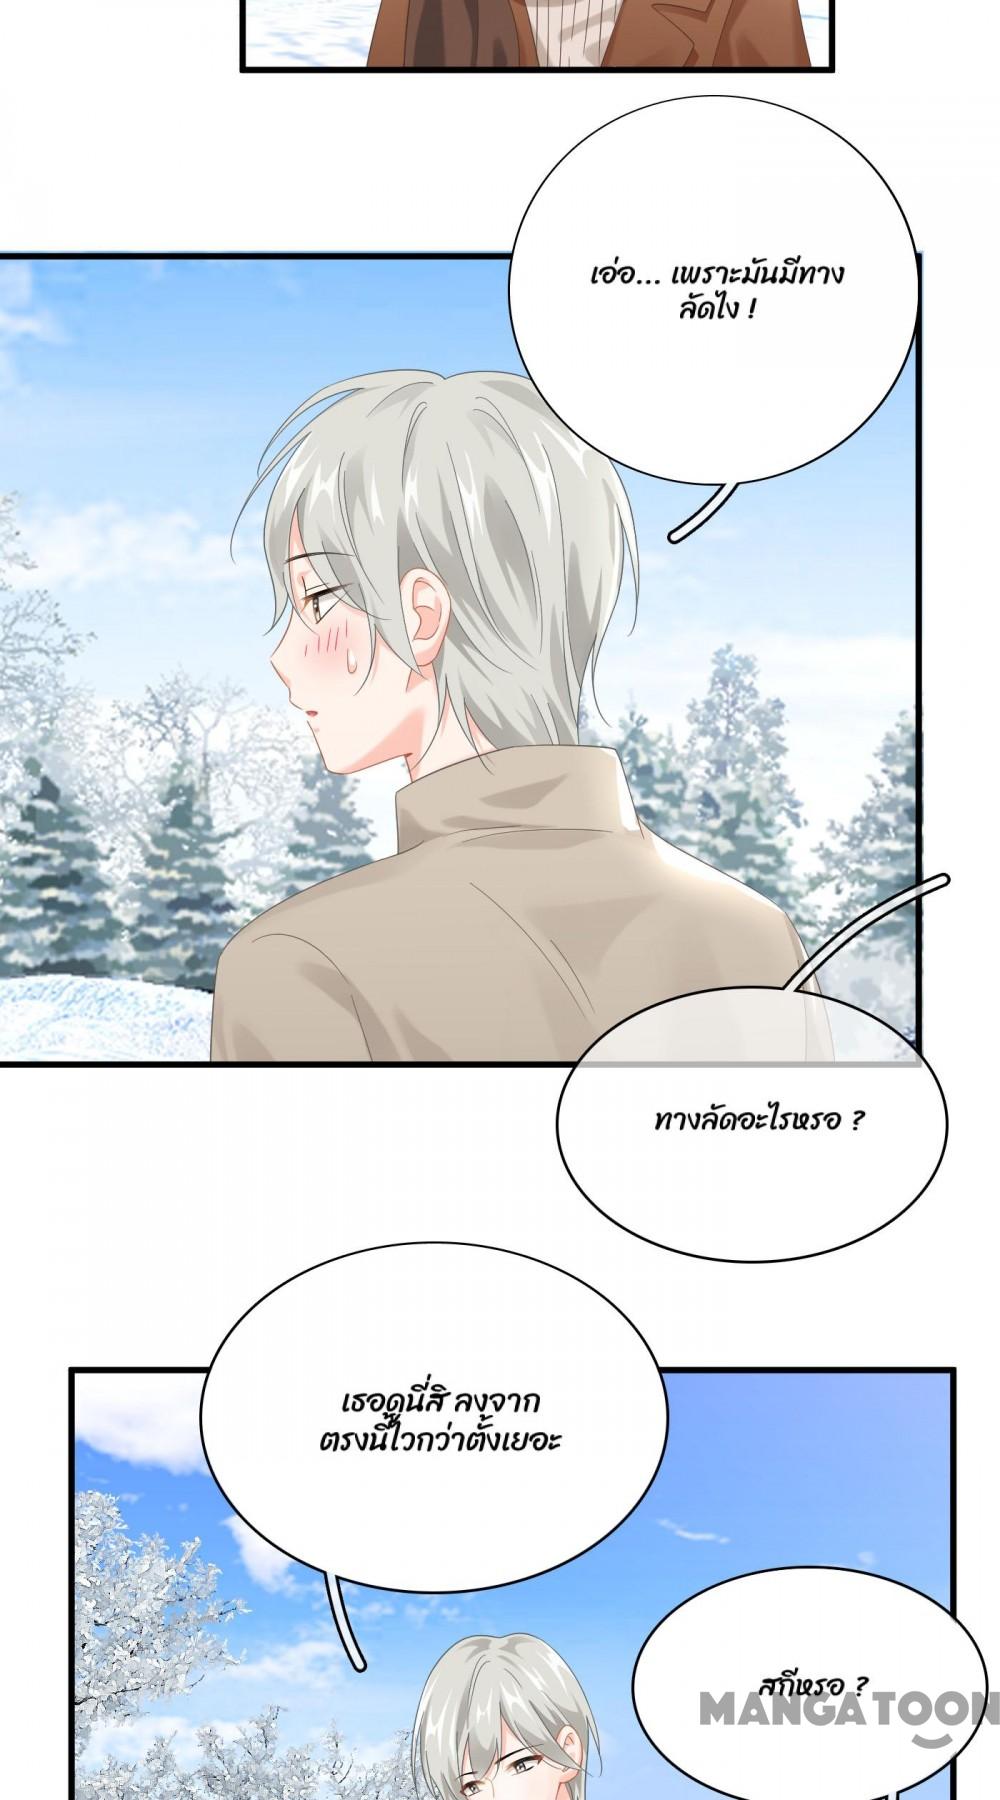 เอ่อ... เพราะมันมีทาง
ลัดไง !
ทางลัดอะไรหรอ ?
เธอดูนี่สิ ลงจาก
ตรงนี้ไวกว่าตั้งเยอะ
สกีหรอ ?
MANGATOON